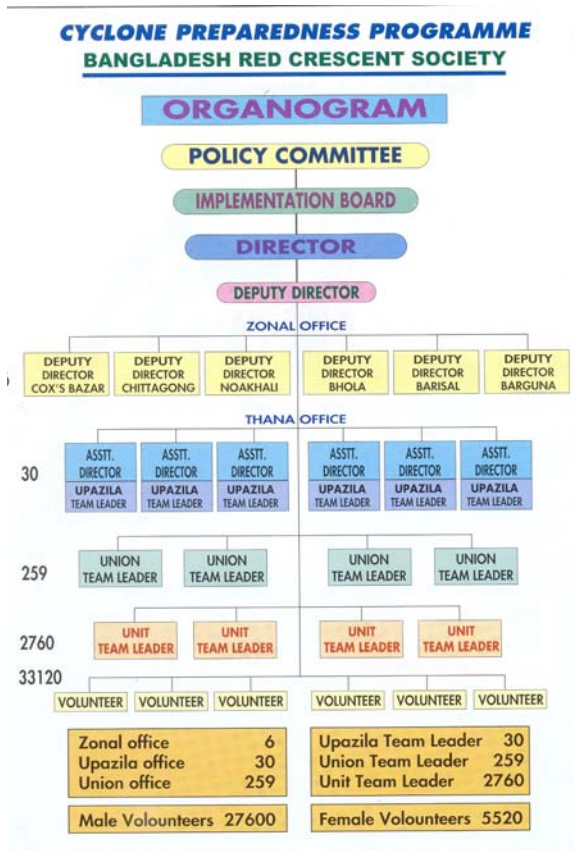 CYCLONE PREPAREDNESS PROGRAMME
BANGLADESH RED CRESCENT SOCIETY
ORGANOGRAM
POLICY COMMITTEE
IMPLEMENTATION BOARD
DIRECTOR
DEPUTY DIRECTOR
ZONAL OFFICE
DEPUTY
DIRECTOR
COX'S BAZAR
DEPUTY
DIRECTOR
CHITTAGONG
DEPUTY
DIRECTOR
NOAKHALI
DEPUTY
DIRECTOR
BHOLA
DEPUTY
DIRECTOR
BARISAL
DEPUTY
DIRECTOR
BARGUNA
THANA OFFICE
30
ASSTT.
DIRECTOR
UPAZILA
TEAM LEADER
ASSTT.
DIRECTOR
UPAZILA
TEAM LEADER
ASSTT.
DIRECTOR
UPAZILA
TEAM LEADER
ASSTT.
DIRECTOR
UPAZILA
TEAM LEADER
ASSTT.
DIRECTOR
UPAZILA
TEAM LEADER
ASSTT.
DIRECTOR
UPAZILA
TEAM LEADER
259
UNION
TEAM LEADER
UNION
TEAM LEADER
UNION
TEAM LEADER
UNION
TEAM LEADER
2760
UNIT
TEAM LEADER
UNIT
TEAM LEADER
UNIT
TEAM LEADER
UNIT
TEAM LEADER
33120
VOLUNTEER
VOLUNTEER
VOLUNTEER
VOLUNTEER
VOLUNTEER
VOLUNTEER
Zonal office 6
Upazila office 30
Union office 259
Upazila Team Leader 30
Union Team Leader 259
Unit Team Leader 2760
Male Volounteers 27600
Female Volounteers 5520